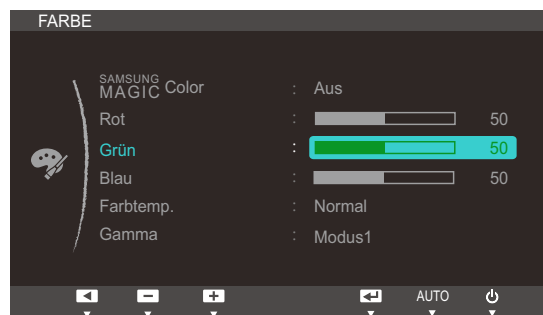 FARBE
SAMSUNG MAGIC Color : Aus
Rot : 50
Grün : 50
Blau : 50
Farbtemp. : Normal
Gamma : Modus1
AUTO